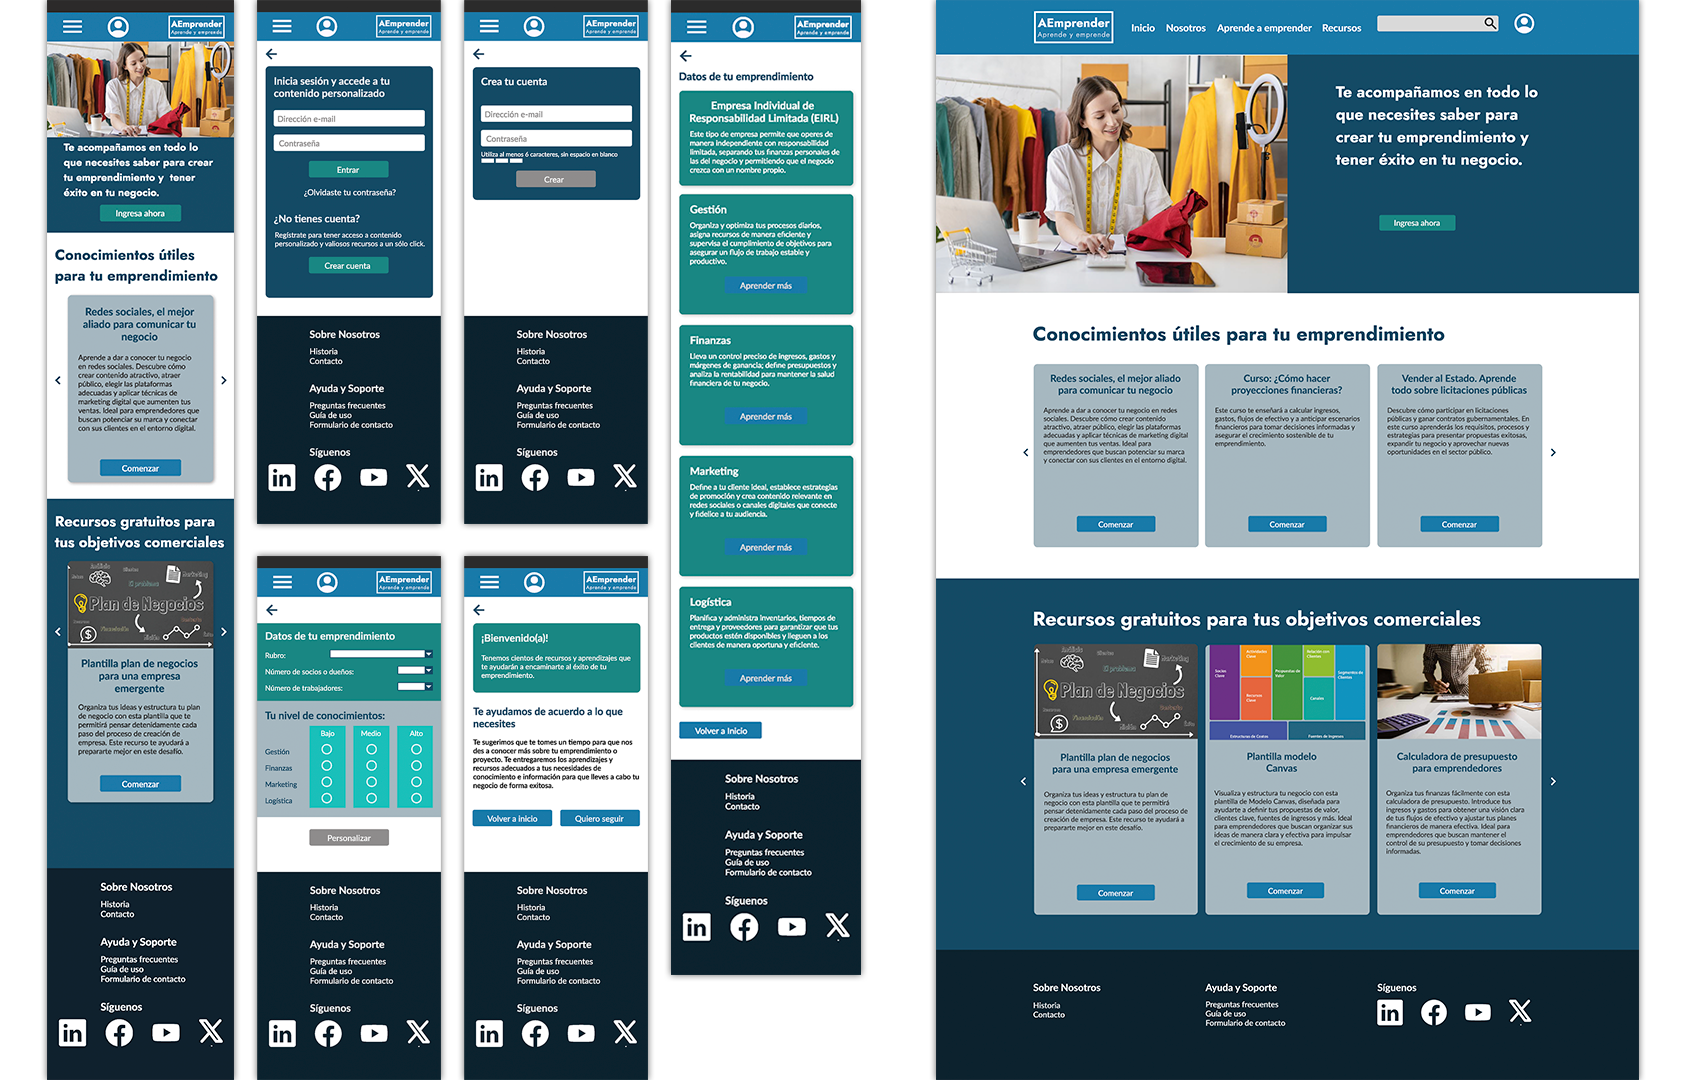 AEmprender
Aprende y emprende
Te acompañamos en todo lo
que necesites saber para crear
tu emprendimiento y tener
éxito en tu negocio.
Ingresa ahora
Conocimientos útiles
para tu emprendimiento
Redes sociales, el mejor
aliado para comunicar tu
negocio
Aprende a dar a conocer tu negocio
en redes sociales. Descubre cómo
crear contenido atractivo, atraer
público, elegir las plataformas
adecuadas y aplicar técnicas de
marketing digital que aumenten tus
ventas. Ideal para emprendedores que
buscan potenciar su marca y conectar
con sus clientes en el entorno digital.
Comenzar
Recursos gratuitos para
tus objetivos comerciales
Plan de Negocios
Plantilla plan de negocios
para una empresa
emergente
Organiza tus ideas y estructura tu plan
de negocio con esta plantilla que te
permitirá pensar detenidamente cada
paso del proceso de creación de
empresa. Este recurso te ayudará a
prepararte mejor en este desafío.
Comenzar
Sobre Nosotros
Historia
Contacto
Ayuda y Soporte
Preguntas frecuentes
Guía de uso
Formulario de contacto
Síguenos
AEmprender
Aprende y emprende
Inicia sesión y accede a tu
contenido personalizado
Dirección e-mail
Contraseña
Entrar
¿Olvidaste tu contraseña?
¿No tienes cuenta?
Regístrate para tener acceso a contenido
personalizado y valiosos recursos a un sólo click.
Crear cuenta
Sobre Nosotros
Historia
Contacto
Ayuda y Soporte
Preguntas frecuentes
Guía de uso
Formulario de contacto
Síguenos
AEmprender
Aprende y emprende
Crea tu cuenta
Dirección e-mail
Contraseña
Utiliza al menos 6 caracteres, sin espacio en blanco
Crear
Sobre Nosotros
Historia
Contacto
Ayuda y Soporte
Preguntas frecuentes
Guía de uso
Formulario de contacto
Síguenos
AEmprender
Aprende y emprende
Datos de tu emprendimiento
Rubro:
Número de socios o dueños:
Número de trabajadores:
Tu nivel de conocimientos:
Bajo Medio Alto
Gestión
Finanzas
Marketing
Logística
Personalizar
Sobre Nosotros
Historia
Contacto
Ayuda y Soporte
Preguntas frecuentes
Guía de uso
Formulario de contacto
Síguenos
AEmprender
Aprende y emprende
¡Bienvenido(a)!
Tenemos cientos de recursos y aprendizajes que
te ayudarán a encaminarte al éxito de tu
emprendimiento.
Te ayudamos de acuerdo a lo que
necesites
Te sugerimos que te tomes un tiempo para que nos
des a conocer más sobre tu emprendimiento o
proyecto. Te entregaremos los aprendizajes y
recursos adecuados a tus necesidades de
conocimiento e información para que lleves a cabo tu
negocio de forma exitosa.
Volver a inicio
Quiero seguir
Sobre Nosotros
Historia
Contacto
Ayuda y Soporte
Preguntas frecuentes
Guía de uso
Formulario de contacto
Síguenos
AEmprender
Aprende y emprende
Datos de tu emprendimiento
Empresa Individual de
Responsabilidad Limitada (EIRL)
Este tipo de empresa permite que operes de
manera independiente con responsabilidad
limitada, separando tus finanzas personales de
las del negocio y permitiendo que el negocio
crezca con un nombre propio.
Gestión
Organiza y optimiza tus procesos diarios,
asigna recursos de manera eficiente y
supervisa el cumplimiento de objetivos para
asegurar un flujo de trabajo estable y
productivo.
Aprender más
Finanzas
Lleva un control preciso de ingresos, gastos y
márgenes de ganancia; define presupuestos y
analiza la rentabilidad para mantener la salud
financiera de tu negocio.
Aprender más
Marketing
Define a tu cliente ideal, establece estrategias
de promoción y crea contenido relevante en
redes sociales o canales digitales que conecte
y fidelice a tu audiencia.
Aprender más
Logística
Planifica y administra inventarios, tiempos de
entrega y proveedores para garantizar que tus
productos estén disponibles y lleguen a los
clientes de manera oportuna y eficiente.
Aprender más
Volver a Inicio
Sobre Nosotros
Historia
Contacto
Ayuda y Soporte
Preguntas frecuentes
Guía de uso
Formulario de contacto
Síguenos
AEmprender
Aprende y emprende
Inicio Nosotros Aprende a emprender Recursos
Te acompañamos en todo lo
que necesites saber para
crear tu emprendimiento y
tener éxito en tu negocio.
Ingresa ahora
Conocimientos útiles para tu emprendimiento
Redes sociales, el mejor aliado
para comunicar tu negocio
Aprende a dar a conocer tu negocio en redes
sociales. Descubre cómo crear contenido
atractivo, atraer público, elegir las plataformas
adecuadas y aplicar técnicas de marketing digital
que aumenten tus ventas. Ideal para
emprendedores que buscan potenciar su marca
y conectar con sus clientes en el entorno digital.
Comenzar
Curso: ¿Cómo hacer
proyecciones financieras?
Este curso te enseñará a calcular ingresos,
gastos, flujos de efectivo y a anticipar escenarios
financieros para tomar decisiones informadas y
asegurar el crecimiento sostenible de tu
emprendimiento.
Comenzar
Vender al Estado. Aprende
todo sobre licitaciones públicas
Descubre cómo participar en licitaciones
públicas y ganar contratos gubernamentales. En
este curso aprenderás los requisitos, procesos y
estrategias para presentar propuestas exitosas,
expandir tu negocio y aprovechar nuevas
oportunidades en el sector público.
Comenzar
Recursos gratuitos para tus objetivos comerciales
Plan de Negocios
Plantilla plan de negocios
para una empresa emergente
Organiza tus ideas y estructura tu plan de
negocio con esta plantilla que te permitirá
pensar detenidamente cada paso del proceso de
creación de empresa. Este recurso te ayudará a
prepararte mejor en este desafío.
Comenzar
Socios Clave
Actividades Clave
Recursos Clave
Propuestas de Valor
Relación con Clientes
Canales
Segmentos de Clientes
Estructuras de Costos
Fuentes de Ingresos
Plantilla modelo
Canvas
Visualiza y estructura tu negocio con esta
plantilla de Modelo Canvas, diseñada para
ayudarte a definir tus propuestas de valor,
clientes clave, fuentes de ingresos y más. Ideal
para emprendedores que buscan organizar sus
ideas de manera clara y efectiva para impulsar
el crecimiento de su empresa.
Comenzar
Calculadora de presupuesto
para emprendedores
Organiza tus finanzas fácilmente con esta
calculadora de presupuesto. Introduce tus
ingresos y gastos para obtener una visión clara
de tus flujos de efectivo y ajustar tus planes
financieros de manera efectiva. Ideal para
emprendedores que buscan mantener el
control de su presupuesto y tomar decisiones
informadas.
Comenzar
Sobre Nosotros
Historia
Contacto
Ayuda y Soporte
Preguntas frecuentes
Guía de uso
Formulario de contacto
Síguenos